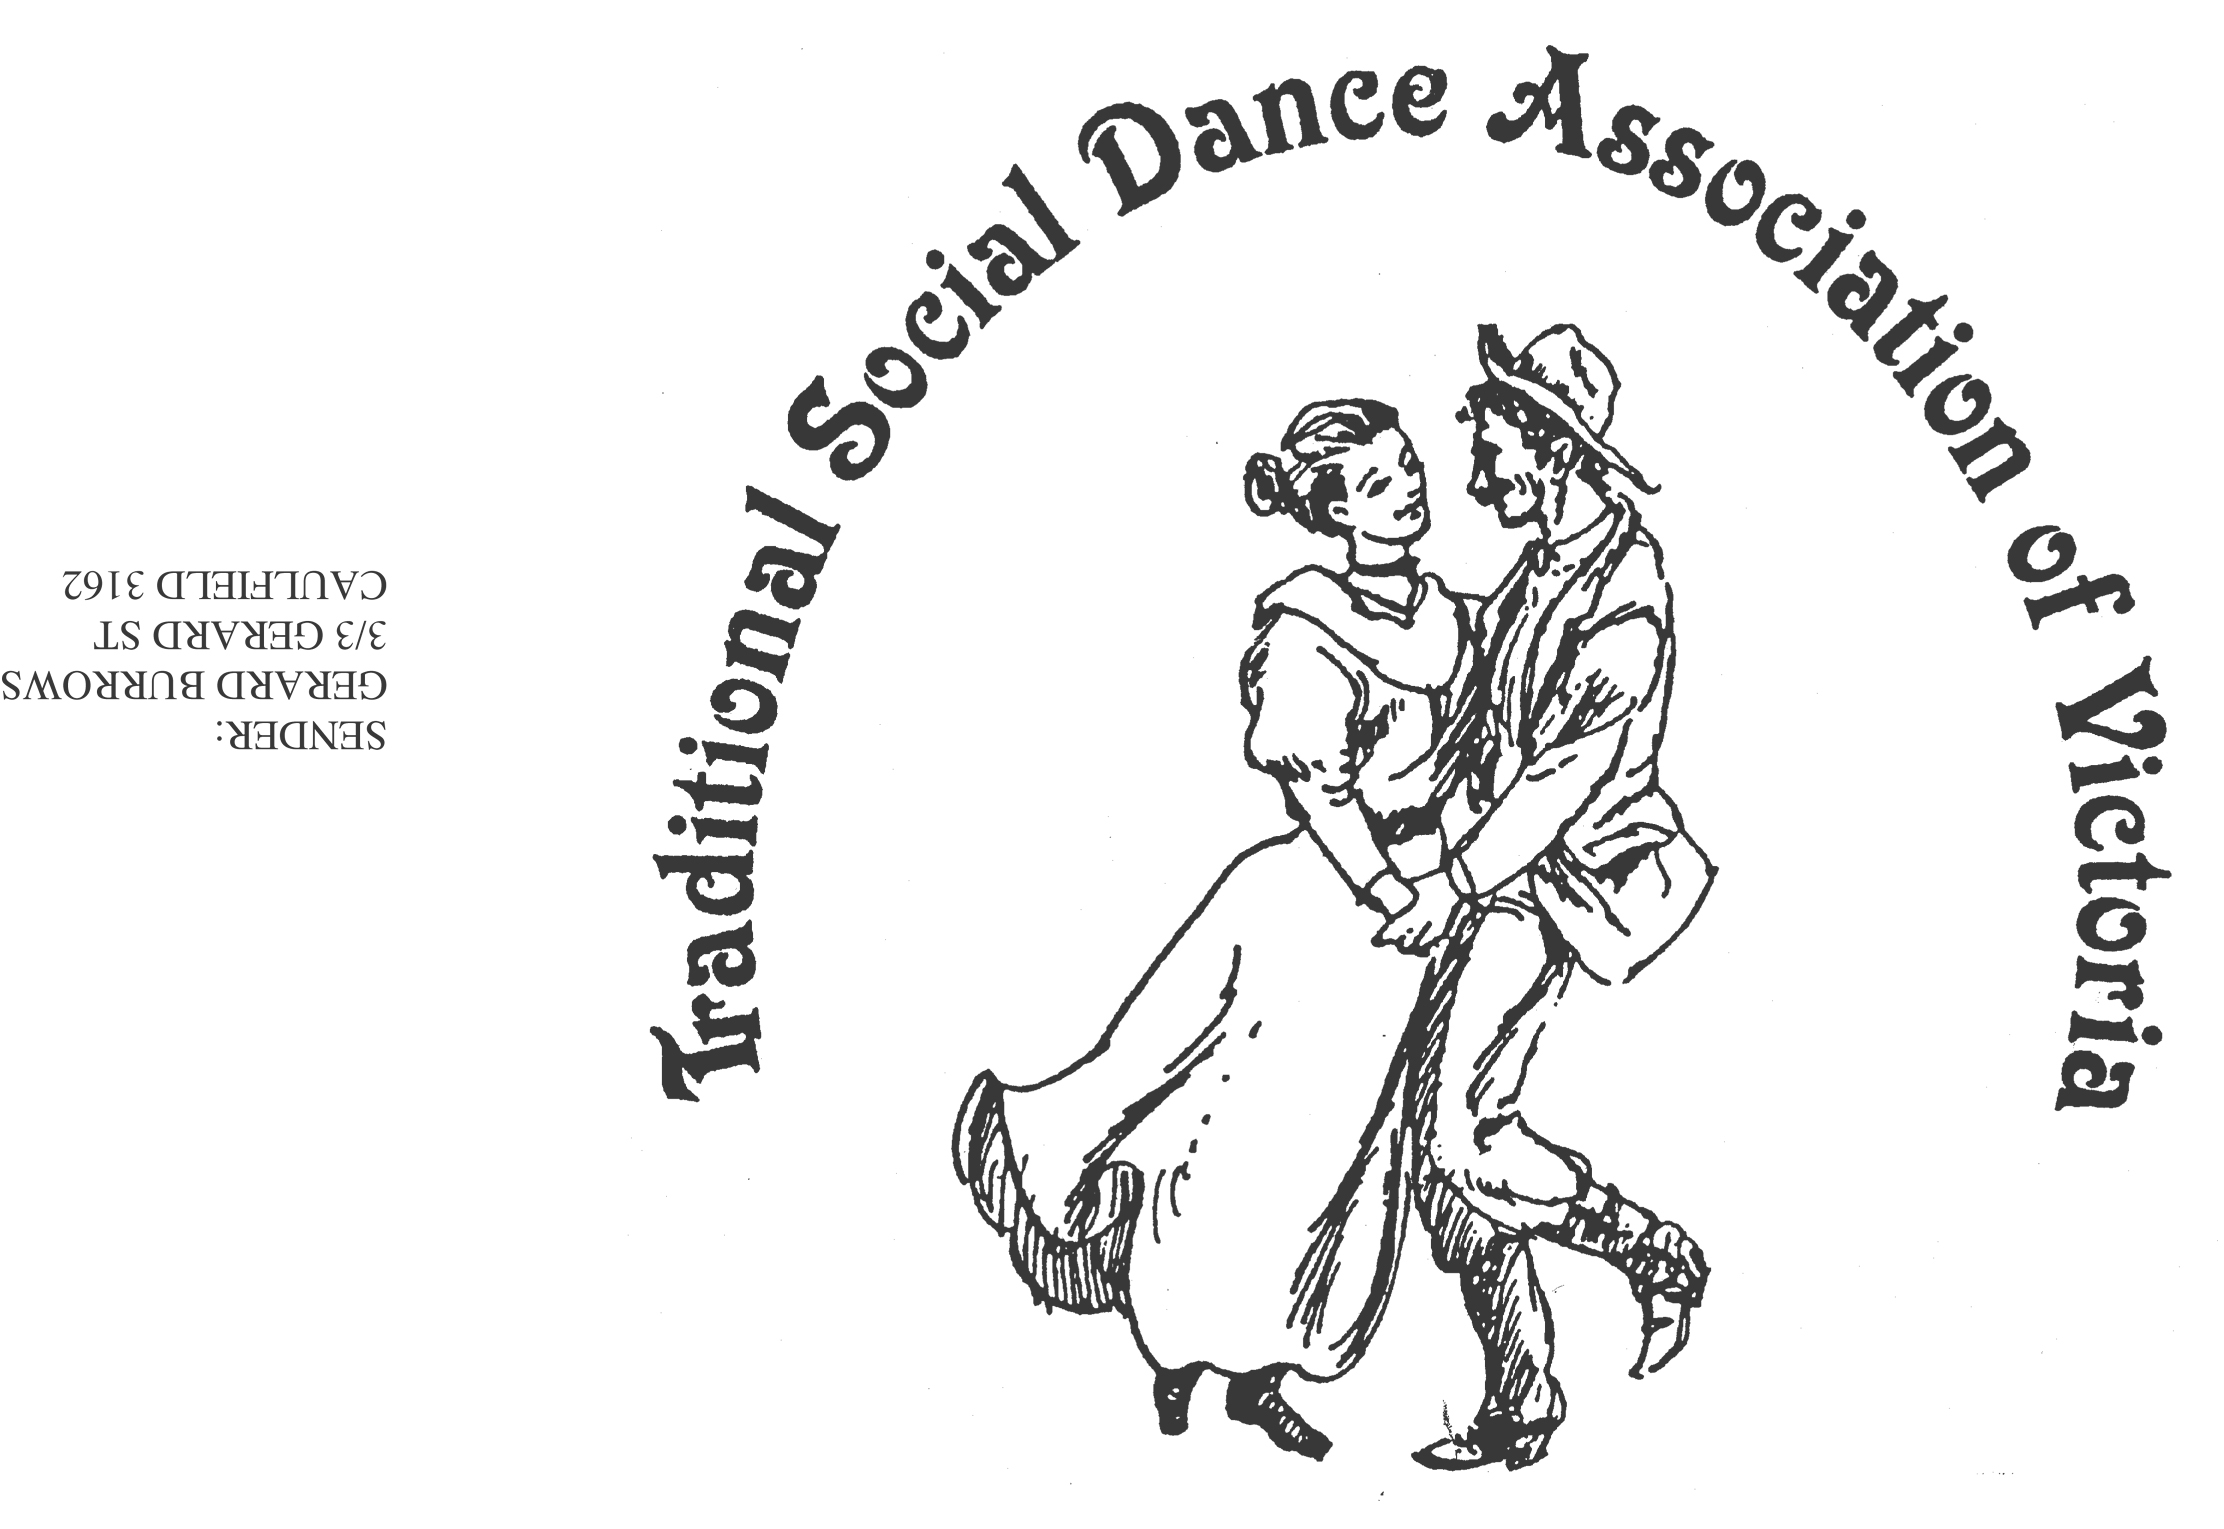 Traditional Social Dance Association of Victoria
SENDER:
GERARD BURROWS
3/3 GERARD ST
CAULFIELD 3162